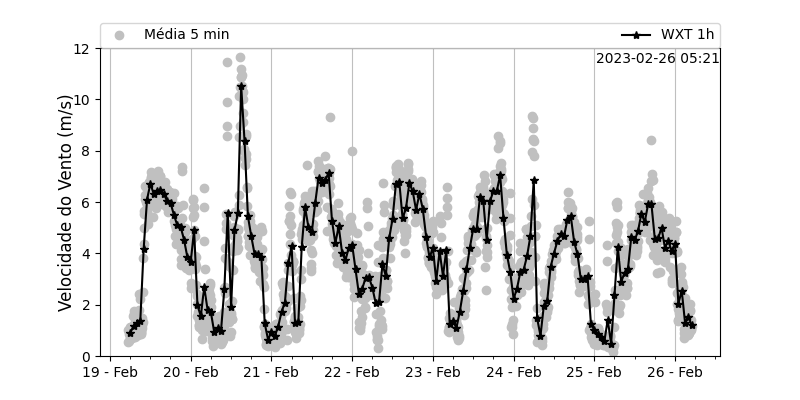 Média 5 min
WXT 1h
2023-02-26 05:21
Velocidade do Vento (m/s)
12
10
8
6
4
2
0
19 - Feb
20 - Feb
21 - Feb
22 - Feb
23 - Feb
24 - Feb
25 - Feb
26 - Feb